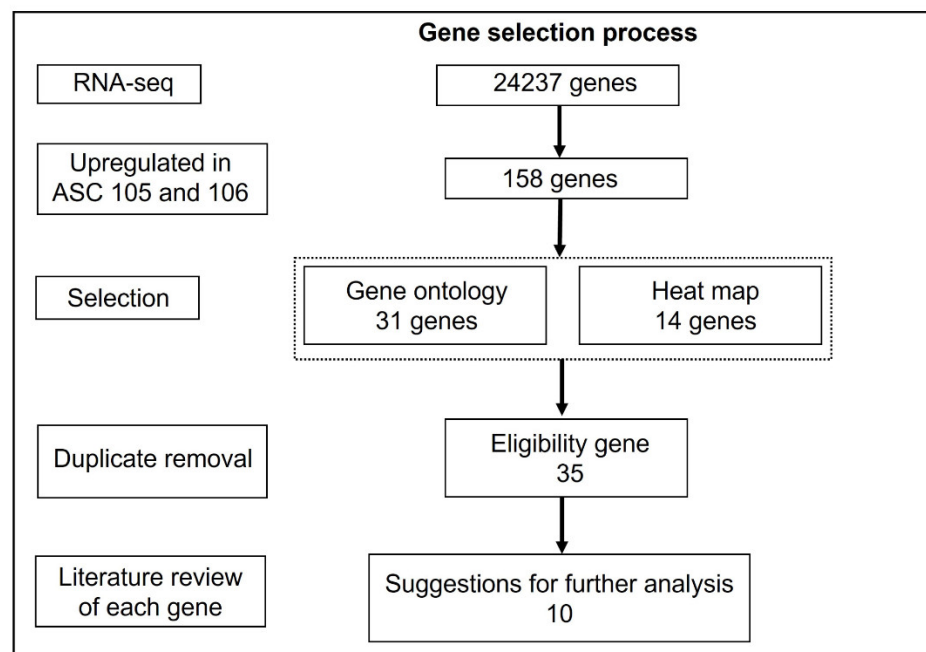 Gene selection process
RNA-seq
24237 genes
Upregulated in
ASC 105 and 106
158 genes
Selection
Gene ontology
31 genes
Heat map
14 genes
Duplicate removal
Eligibility gene
35
Literature review
of each gene
Suggestions for further analysis
10